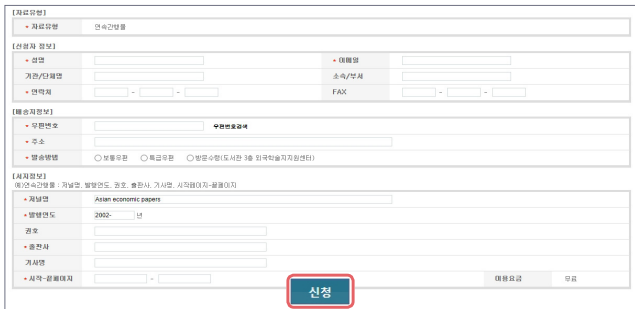 [자료유형]
* 자료유형 연속간행물
[신청자 정보]
* 성명 * 이메일
기관/단체명 소속/부서
* 연락처 - - FAX - -
[배송지정보]
* 우편번호 우편번호검색
* 주소
* 발송방법 보통우편 특급우편 방문수령(도서관 3층 외국학술지지원센터)
[서지정보]
예)연속간행물 : 저널명, 발행연도, 권호, 출판사, 기사명, 시작페이지-끝페이지
* 저널명 Asian economic papers
* 발행연도 2002- 년
권호
* 출판사
기사명
* 시작-끝페이지 - 이용요금 무료
신청